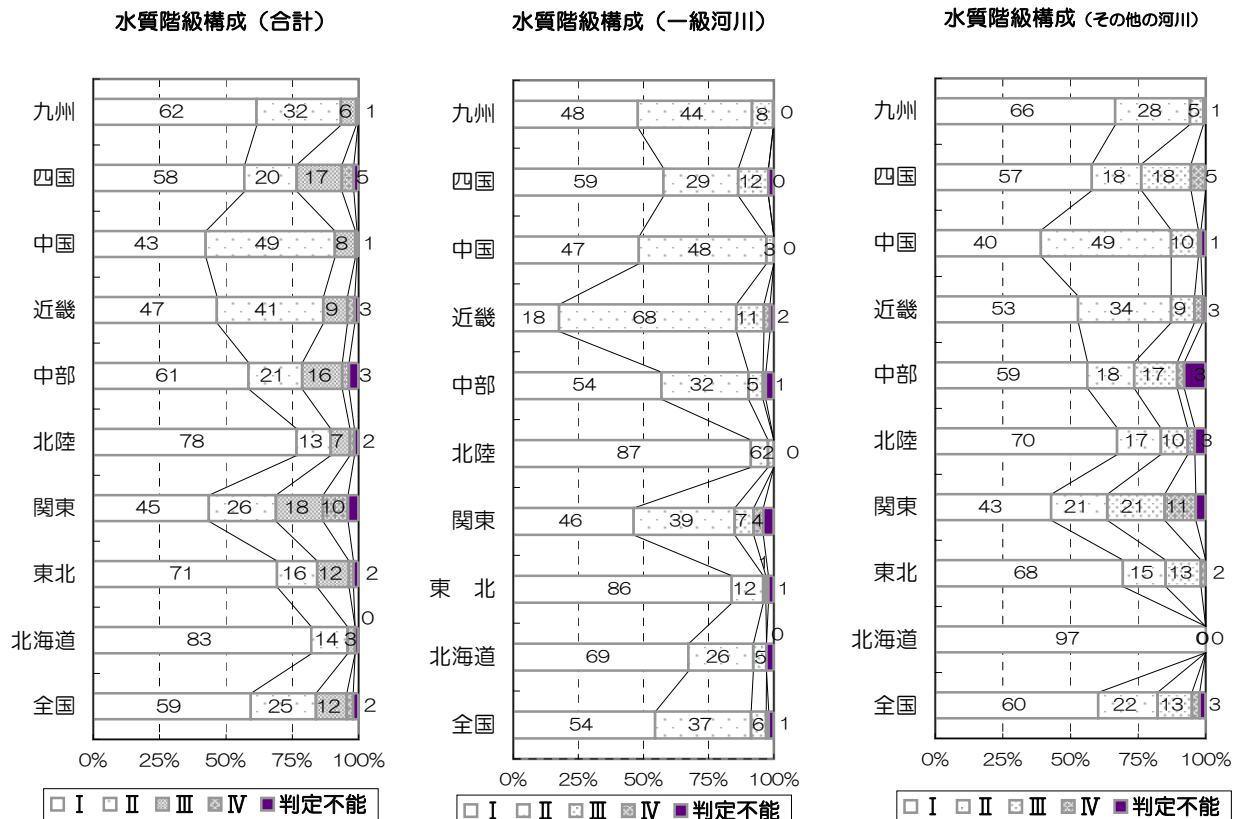 水質階級構成（合計）
九州 62 32 6 1
四国 58 20 17 5
中国 43 49 8 1
近畿 47 41 9 3
中部 61 21 16 3
北陸 78 13 7 2
関東 45 26 18 10
東北 71 16 12 2
北海道 83 14 3 0
全国 59 25 12 2
0% 25% 50% 75% 100%
Ⅰ Ⅱ Ⅲ Ⅳ 判定不能
水質階級構成（一級河川）
九州 48 44 8 0
四国 59 29 12 0
中国 47 48 3 0
近畿 18 68 11 2
中部 54 32 5 1
北陸 87 6 2 0
関東 46 39 7 4
東 北 86 12 1 1
北海道 69 26 5 0
全国 54 37 6 1
0% 25% 50% 75% 100%
Ⅰ Ⅱ Ⅲ Ⅳ 判定不能
水質階級構成（その他の河川）
九州 66 28 5 1
四国 57 18 18 5
中国 40 49 10 1
近畿 53 34 9 3
中部 59 18 17 3
北陸 70 17 10 3
関東 43 21 21 11
東北 68 15 13 2
北海道 97 0 0
全国 60 22 13 3
0% 25% 50% 75% 100%
Ⅰ Ⅱ Ⅲ Ⅳ 判定不能